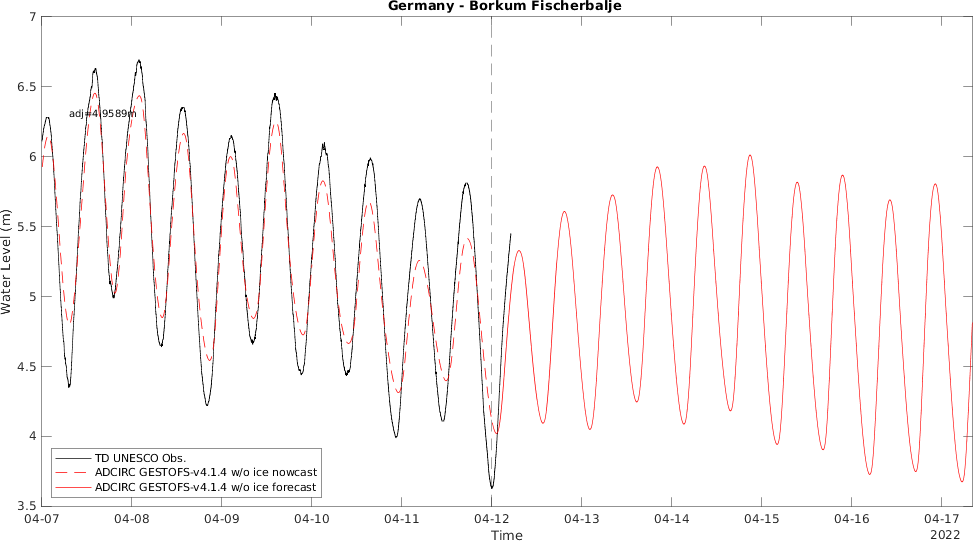 Germany - Borkum Fischerbalje
7
6.5
adj=4.9589m
6
5.5
5
4.5
4
3.5
Water Level (m)
TD UNESCO Obs.
ADCIRC GESTOFS-v4.1.4 w/o ice nowcast
ADCIRC GESTOFS-v4.1.4 w/o ice forecast
04-07 04-08 04-09 04-10 04-11 04-12 04-13 04-14 04-15 04-16 04-17
Time
2022